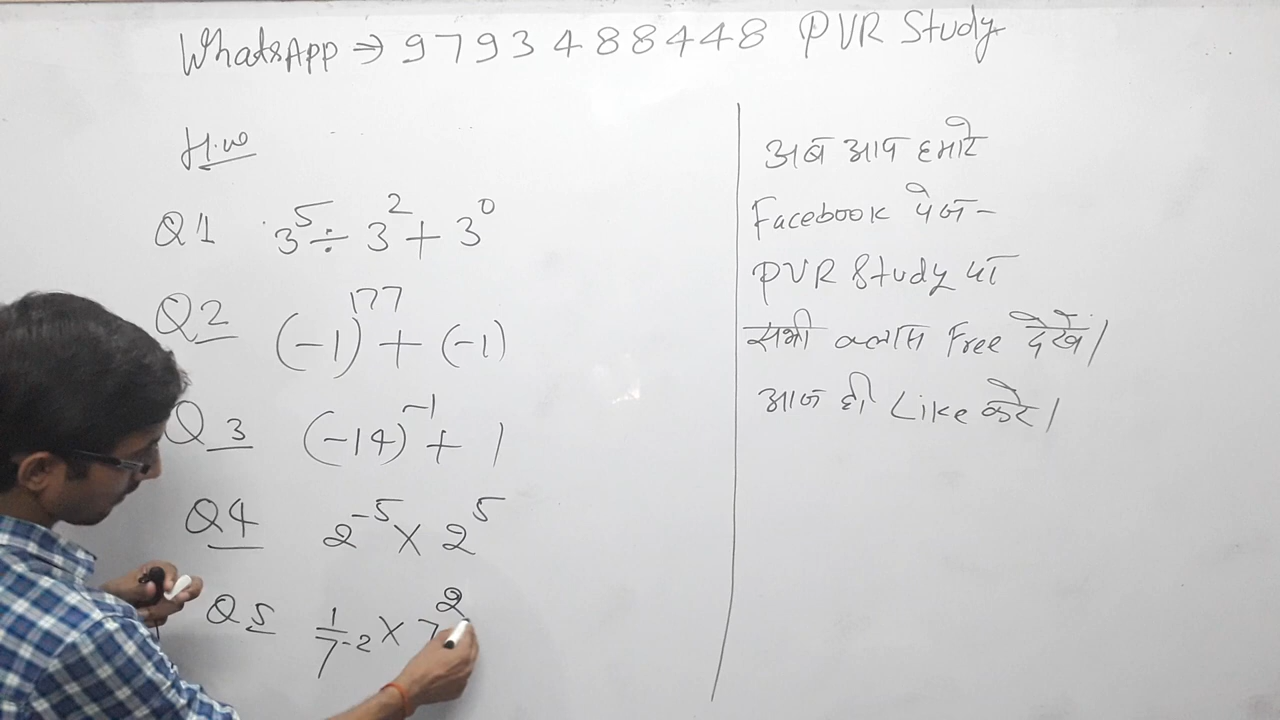 WhatsApp ⇒ 9793488448 PVR Study
H.W
Q1 3⁵ ÷ 3² + 3⁰
Q2 (-1)¹⁷⁷ + (-1)
Q3 (-14)⁻¹ + 1
Q4 2⁻⁵ × 2⁵
Q5 1/7⁻² × 7²
अब आप हमारे
Facebook पेज-
PVR Study पर
सभी क्लास Free देखें।
आज ही Like करें।